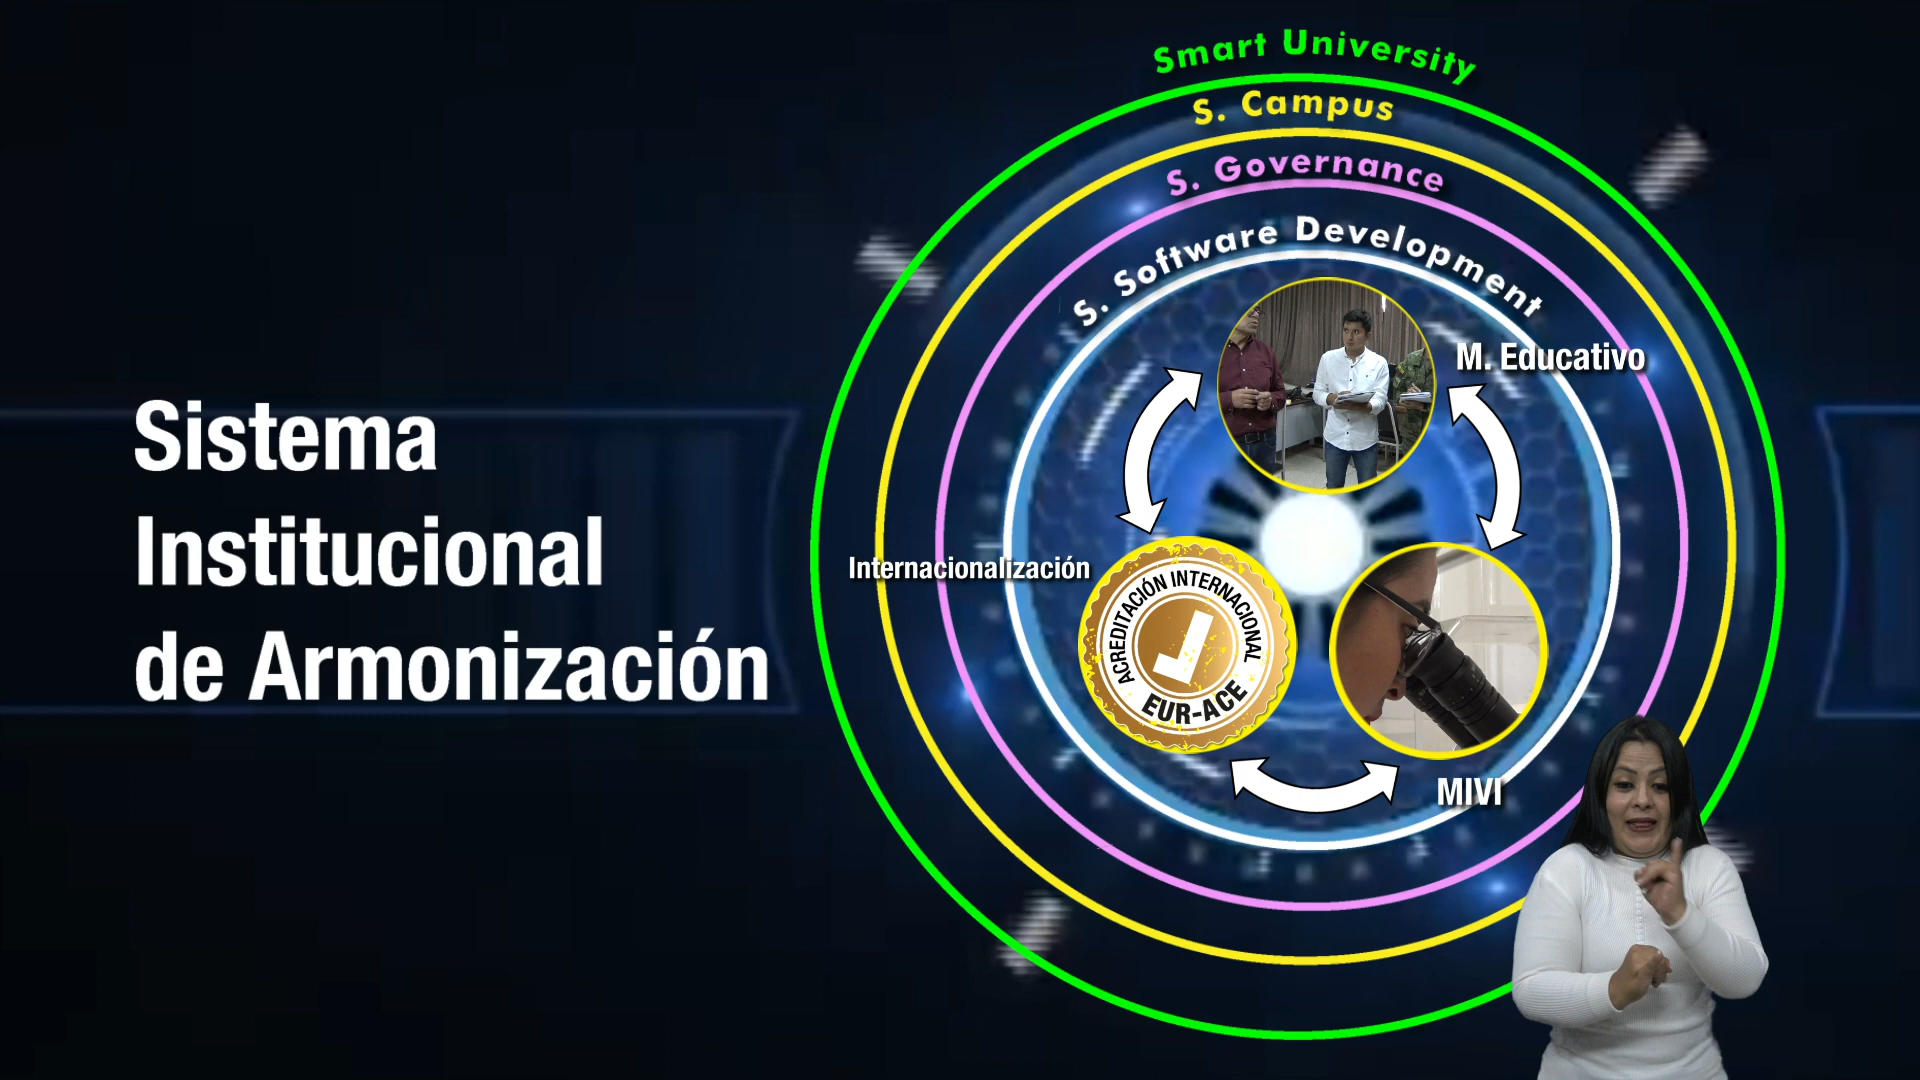 Smart University
S. Campus
S. Governance
S. Software Development
M. Educativo
Sistema
Institucional
de Armonización
Internacionalización
ACREDITACIÓN INTERNACIONAL
EUR-ACE
MIVI